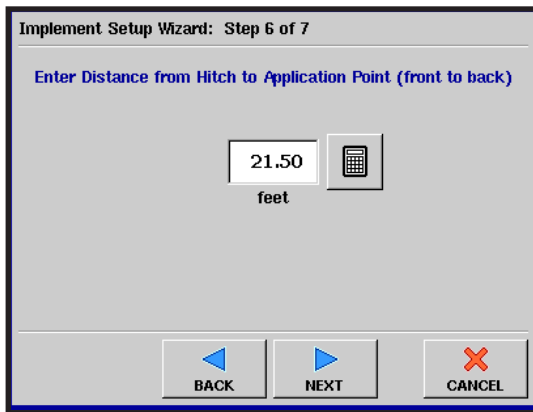 Implement Setup Wizard: Step 6 of 7
Enter Distance from Hitch to Application Point (front to back)
21.50
feet
BACK NEXT CANCEL